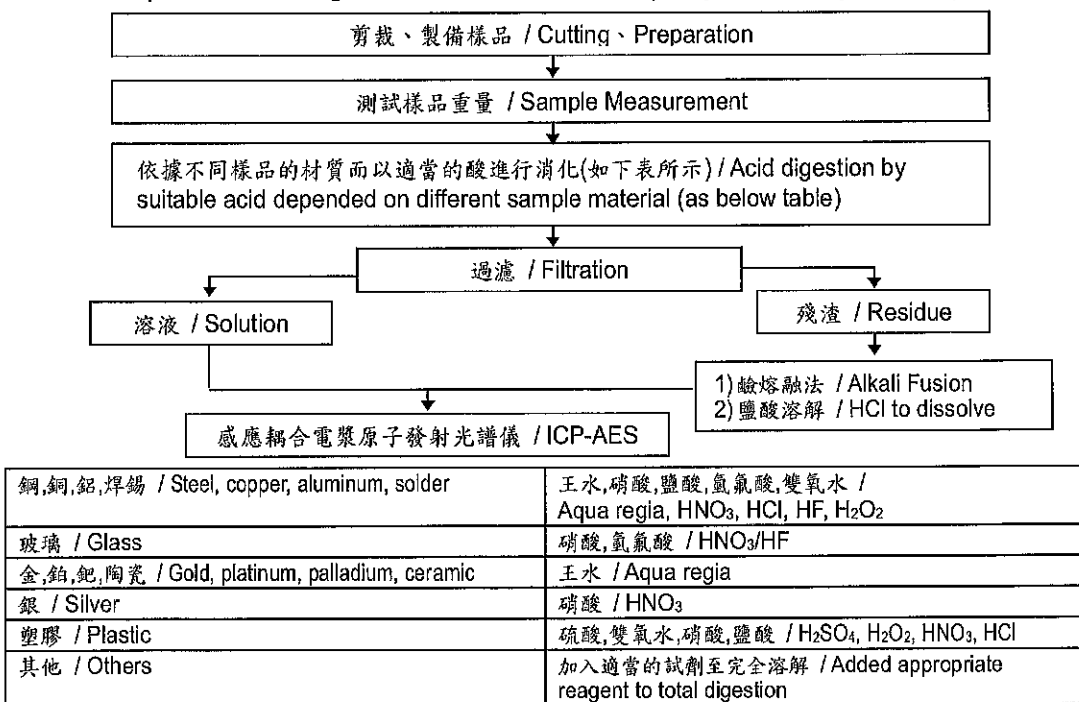 剪裁、製備樣品 / Cutting、Preparation
測試樣品重量 / Sample Measurement
依據不同樣品的材質而以適當的酸進行消化(如下表所示) / Acid digestion by
suitable acid depended on different sample material (as below table)
過濾 / Filtration
溶液 / Solution
殘渣 / Residue
1)鹼熔融法 / Alkali Fusion
2)鹽酸溶解 / HCl to dissolve
感應耦合電漿原子發射光譜儀 / ICP-AES
鋼,銅,鋁,焊錫 / Steel, copper, aluminum, solder
王水,硝酸,鹽酸,氫氟酸,雙氧水 /
Aqua regia, HNO₃, HCl, HF, H₂O₂
玻璃 / Glass
硝酸,氫氟酸 / HNO₃/HF
金,鉑,鈀,陶瓷 / Gold, platinum, palladium, ceramic
王水 / Aqua regia
銀 / Silver
硝酸 / HNO₃
塑膠 / Plastic
硫酸,雙氧水,硝酸,鹽酸 / H₂SO₄, H₂O₂, HNO₃, HCl
其他 / Others
加入適當的試劑至完全溶解 / Added appropriate
reagent to total digestion